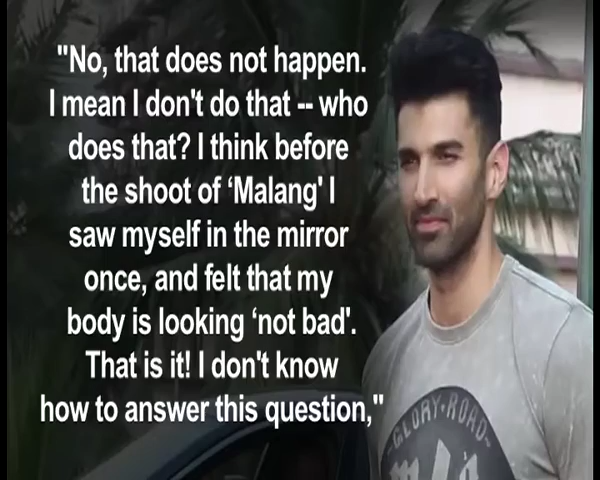 "No, that does not happen.
I mean I don't do that -- who
does that? I think before
the shoot of ‘Malang' I
saw myself in the mirror
once, and felt that my
body is looking ‘not bad'.
That is it! I don't know
how to answer this question,"
GLORY·ROAD